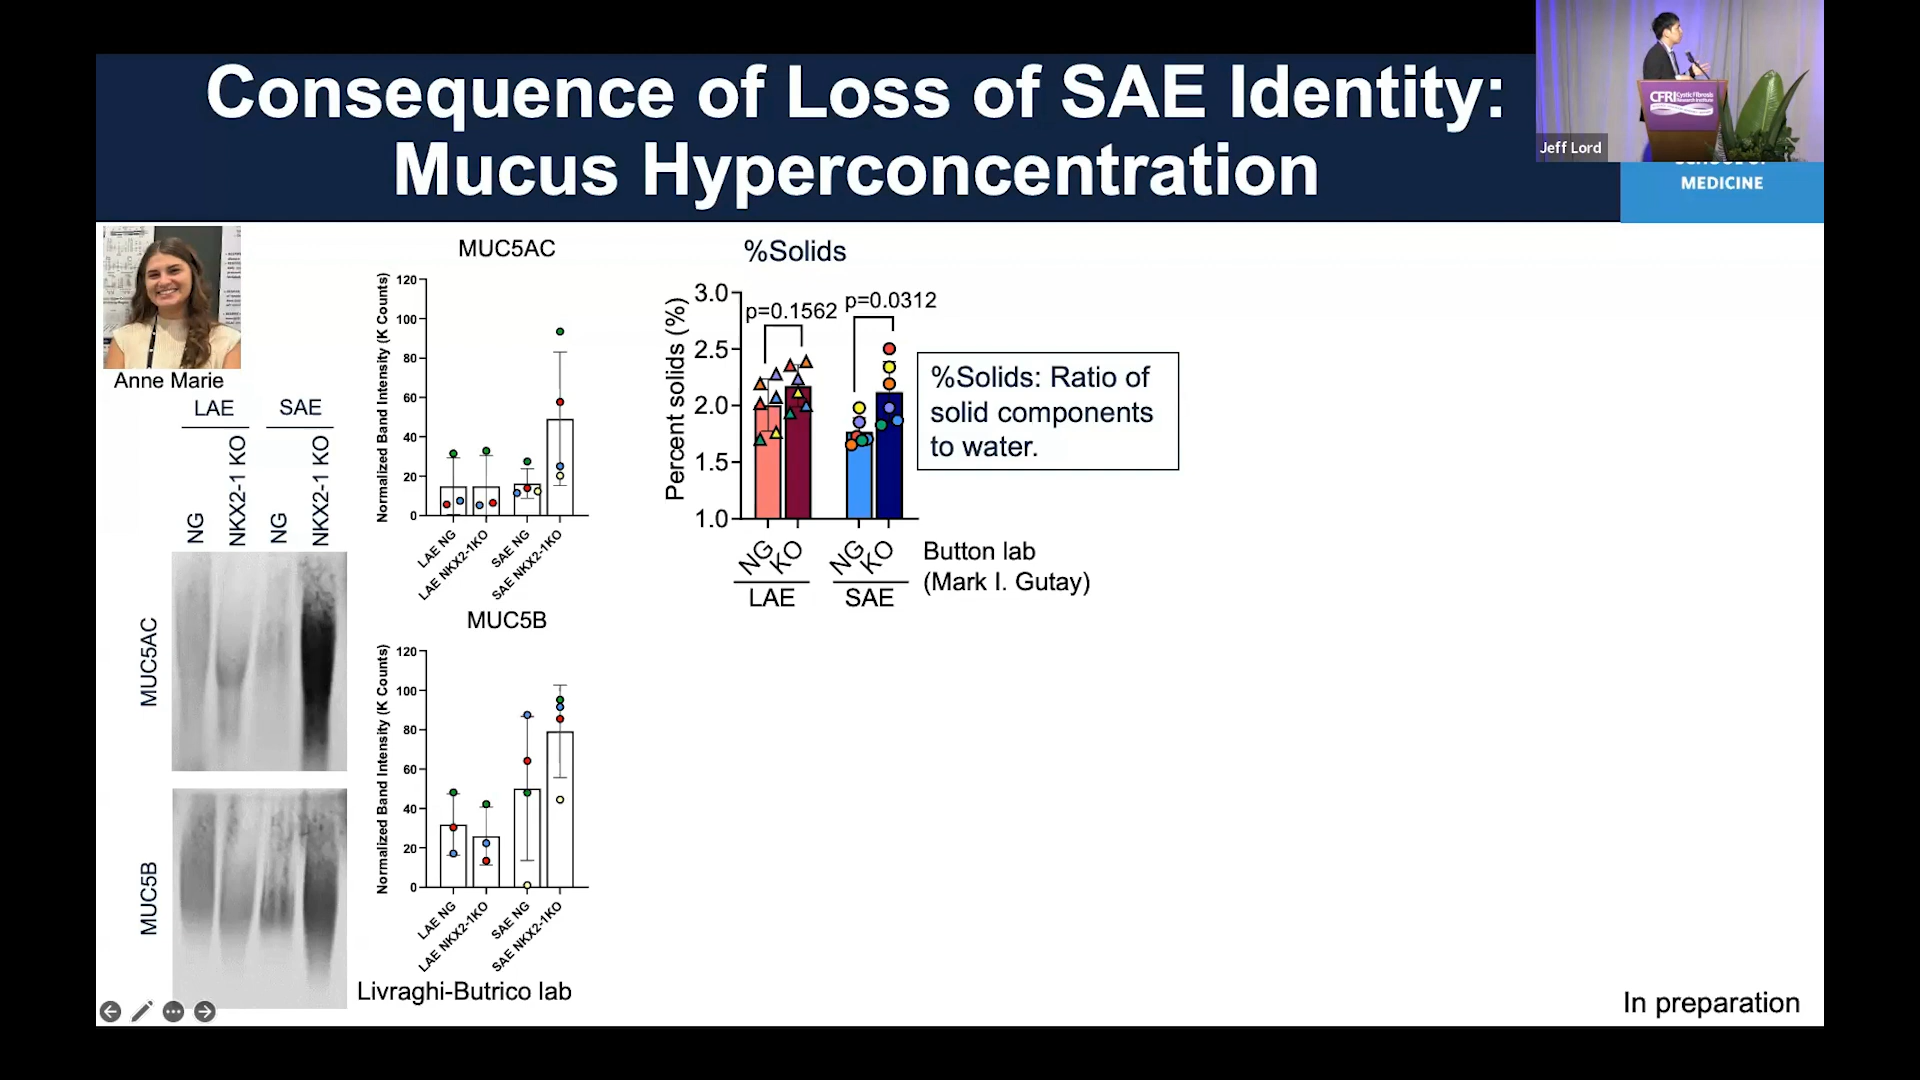 Consequence of Loss of SAE Identity:
Mucus Hyperconcentration
CFRI Cystic Fibrosis
Research Institute
Jeff Lord
MEDICINE
Anne Marie
LAE SAE
NG NKX2-1 KO NG NKX2-1 KO
MUC5AC
MUC5B
MUC5AC
Normalized Band Intensity (K Counts)
120
100
80
60
40
20
0
LAE NG
LAE NKX2-1KO
SAE NG
SAE NKX2-1KO
MUC5B
Normalized Band Intensity (K Counts)
120
100
80
60
40
20
0
LAE NG
LAE NKX2-1KO
SAE NG
SAE NKX2-1KO
Livraghi-Butrico lab
%Solids
Percent solids (%)
3.0
2.5
2.0
1.5
1.0
p=0.1562 p=0.0312
NG KO NG KO
LAE SAE
%Solids: Ratio of
solid components
to water.
Button lab
(Mark I. Gutay)
In preparation